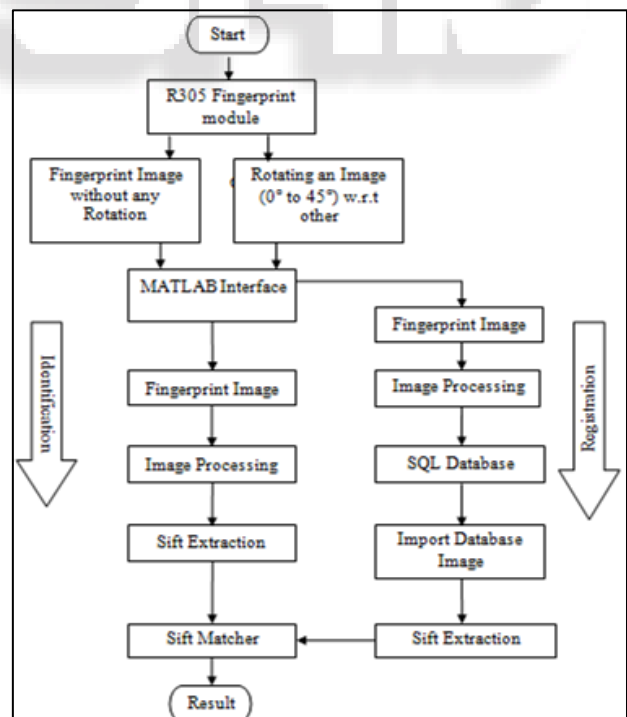 Start
R305 Fingerprint
module
Fingerprint Image
without any
Rotation
Rotating an Image
(0° to 45°) w.r.t
other
MATLAB Interface
Identification
Fingerprint Image
Image Processing
Sift Extraction
Sift Matcher
Result
Fingerprint Image
Image Processing
SQL Database
Import Database
Image
Sift Extraction
Registration